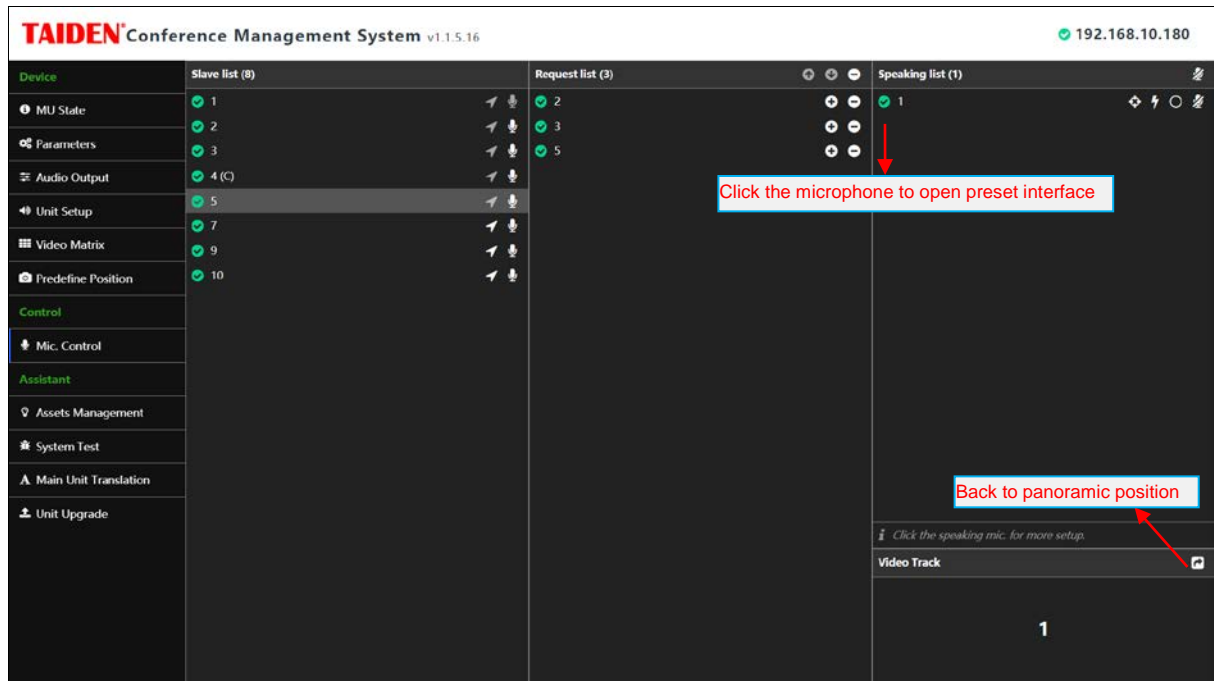 TAIDEN® Conference Management System v1.1.5.16
192.168.10.180
Device
MU State
Parameters
Audio Output
Unit Setup
Video Matrix
Predefine Position
Control
Mic. Control
Assistant
Assets Management
System Test
Main Unit Translation
Unit Upgrade
Slave list (8)
1
2
3
4 (C)
5
7
9
10
Request list (3)
2
3
5
Speaking list (1)
1
Click the microphone to open preset interface
Back to panoramic position
Click the speaking mic. for more setup.
Video Track
1